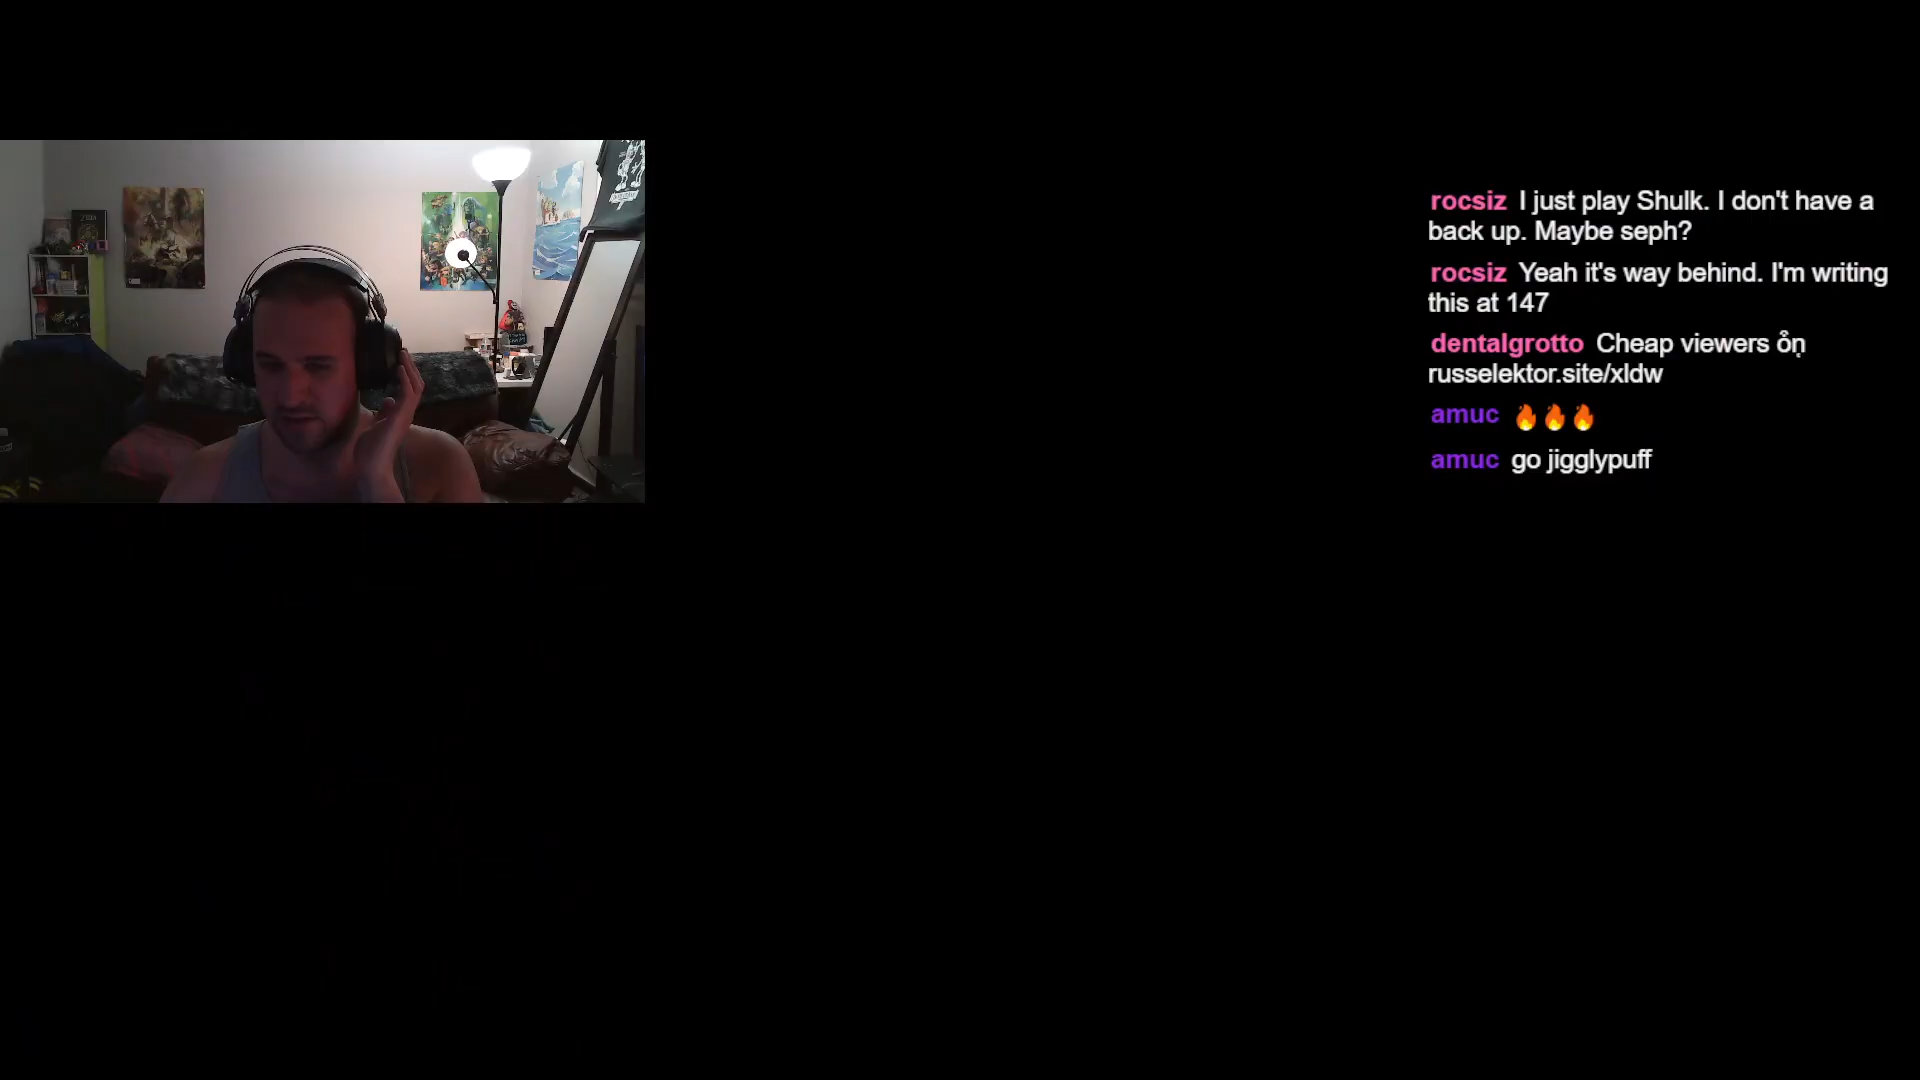 rocsiz I just play Shulk. I don't have a
back up. Maybe seph?
rocsiz Yeah it's way behind. I'm writing
this at 147
dentalgrotto Cheap viewers ỏṇ
russelektor.site/xldw
amuc 🔥🔥🔥
amuc go jigglypuff